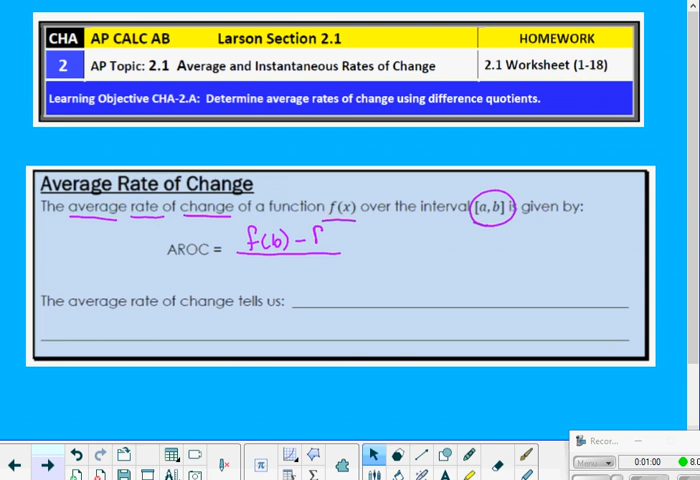 CHA AP CALC AB Larson Section 2.1 HOMEWORK
2 AP Topic: 2.1 Average and Instantaneous Rates of Change 2.1 Worksheet (1-18)
Learning Objective CHA-2.A: Determine average rates of change using difference quotients.
Average Rate of Change
The average rate of change of a function f(x) over the interval [a,b] is given by:
AROC = f(b) -
The average rate of change tells us:
Recor...
Menu
0:01:00
8.0